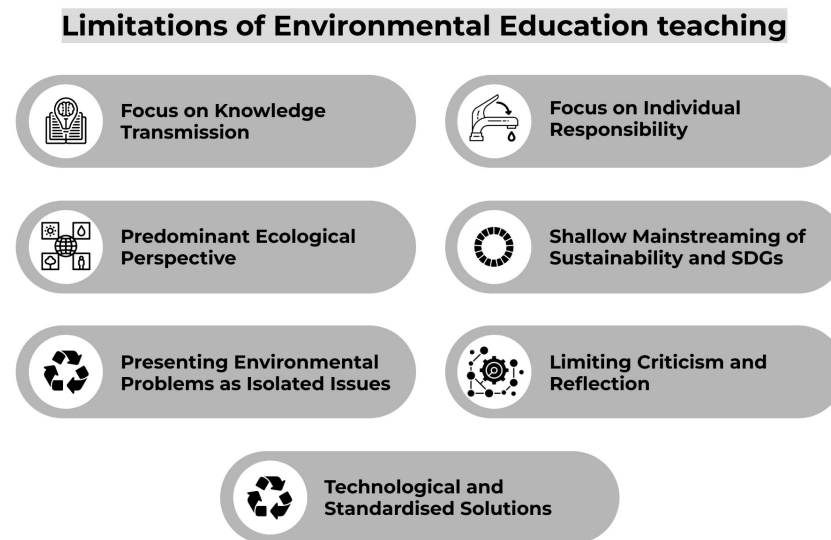 Limitations of Environmental Education teaching
Focus on Knowledge
Transmission
Focus on Individual
Responsibility
Predominant Ecological
Perspective
Shallow Mainstreaming of
Sustainability and SDGs
Presenting Environmental
Problems as Isolated Issues
Limiting Criticism and
Reflection
Technological and
Standardised Solutions